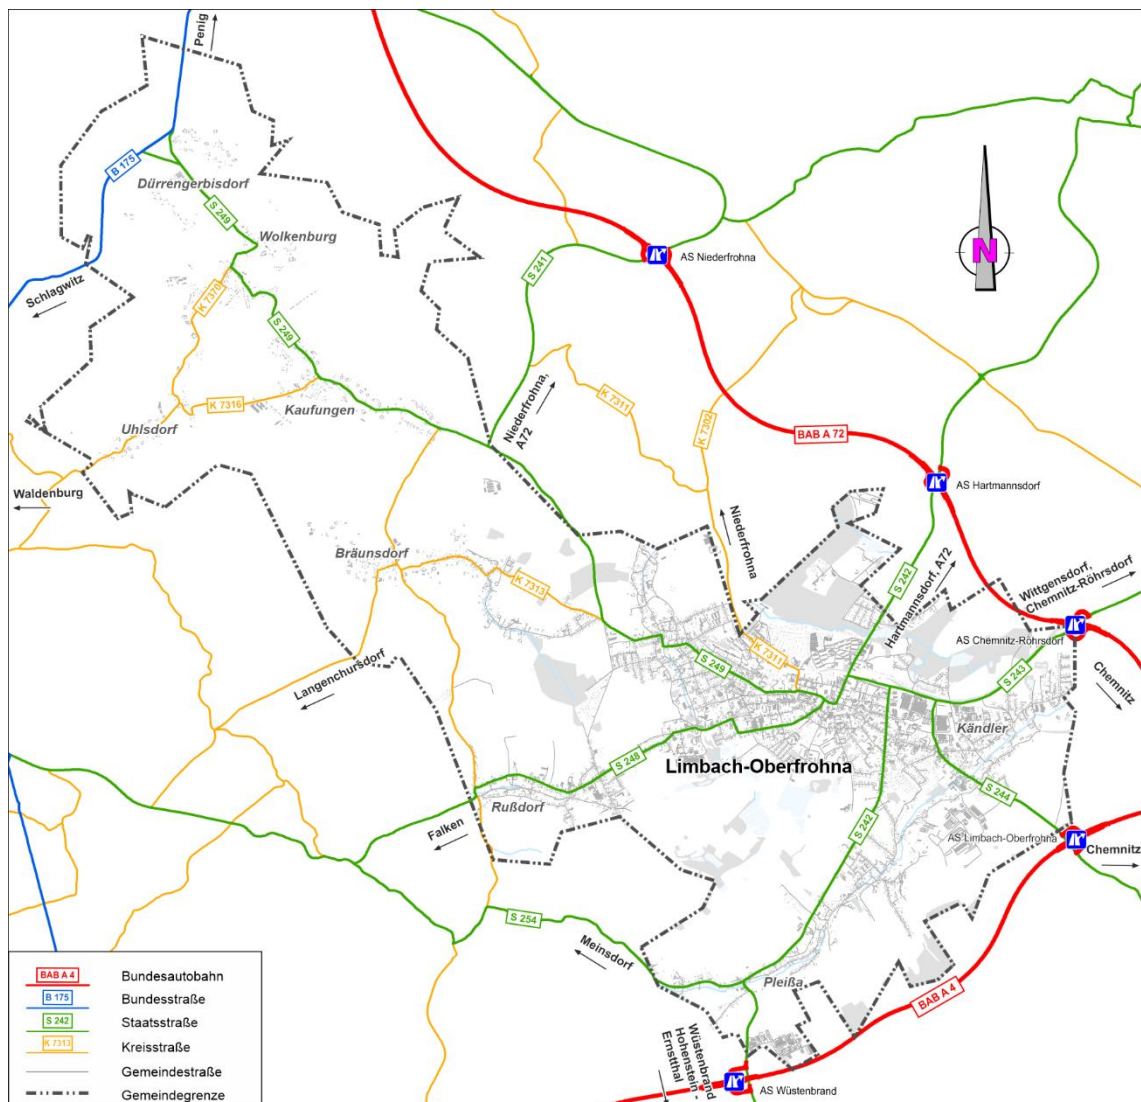 Penig
B 175
Dürrengerbisdorf
S 249
Wolkenburg
Schlagwitz
K 7370
S 249
S 241
AS Niederfrohna
N
K 7316
Kaufungen
Uhlsdorf
Niederfrohna,
A72
K 7311
K 7302
BAB A 72
Waldenburg
AS Hartmannsdorf
Niederfrohna
Bräunsdorf
K 7313
S 242
Hartmannsdorf, A72
Wittgensdorf,
Chemnitz-Röhrsdorf
AS Chemnitz-Röhrsdorf
Langenchursdorf
S 249
K 7311
S 243
Chemnitz
Kändler
S 248
Limbach-Oberfrohna
Rußdorf
S 244
Falken
S 242
AS Limbach-Oberfrohna
Chemnitz
S 254
Meinsdorf
Pleißa
BAB A 4
Wüstenbrand
Hohenstein -
Ernstthal
AS Wüstenbrand
BAB A 4 Bundesautobahn
B 175 Bundesstraße
S 242 Staatsstraße
K 7313 Kreisstraße
Gemeindestraße
Gemeindegrenze